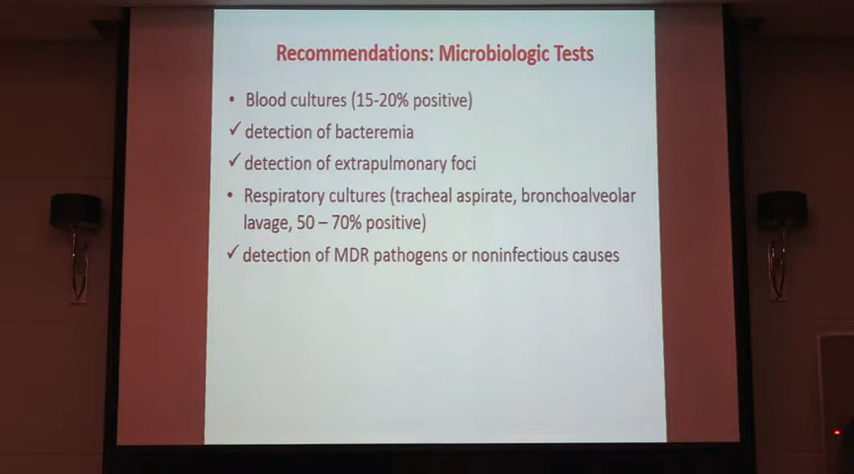 Recommendations: Microbiologic Tests
• Blood cultures (15-20% positive)
✓ detection of bacteremia
✓ detection of extrapulmonary foci
• Respiratory cultures (tracheal aspirate, bronchoalveolar
lavage, 50 – 70% positive)
✓ detection of MDR pathogens or noninfectious causes